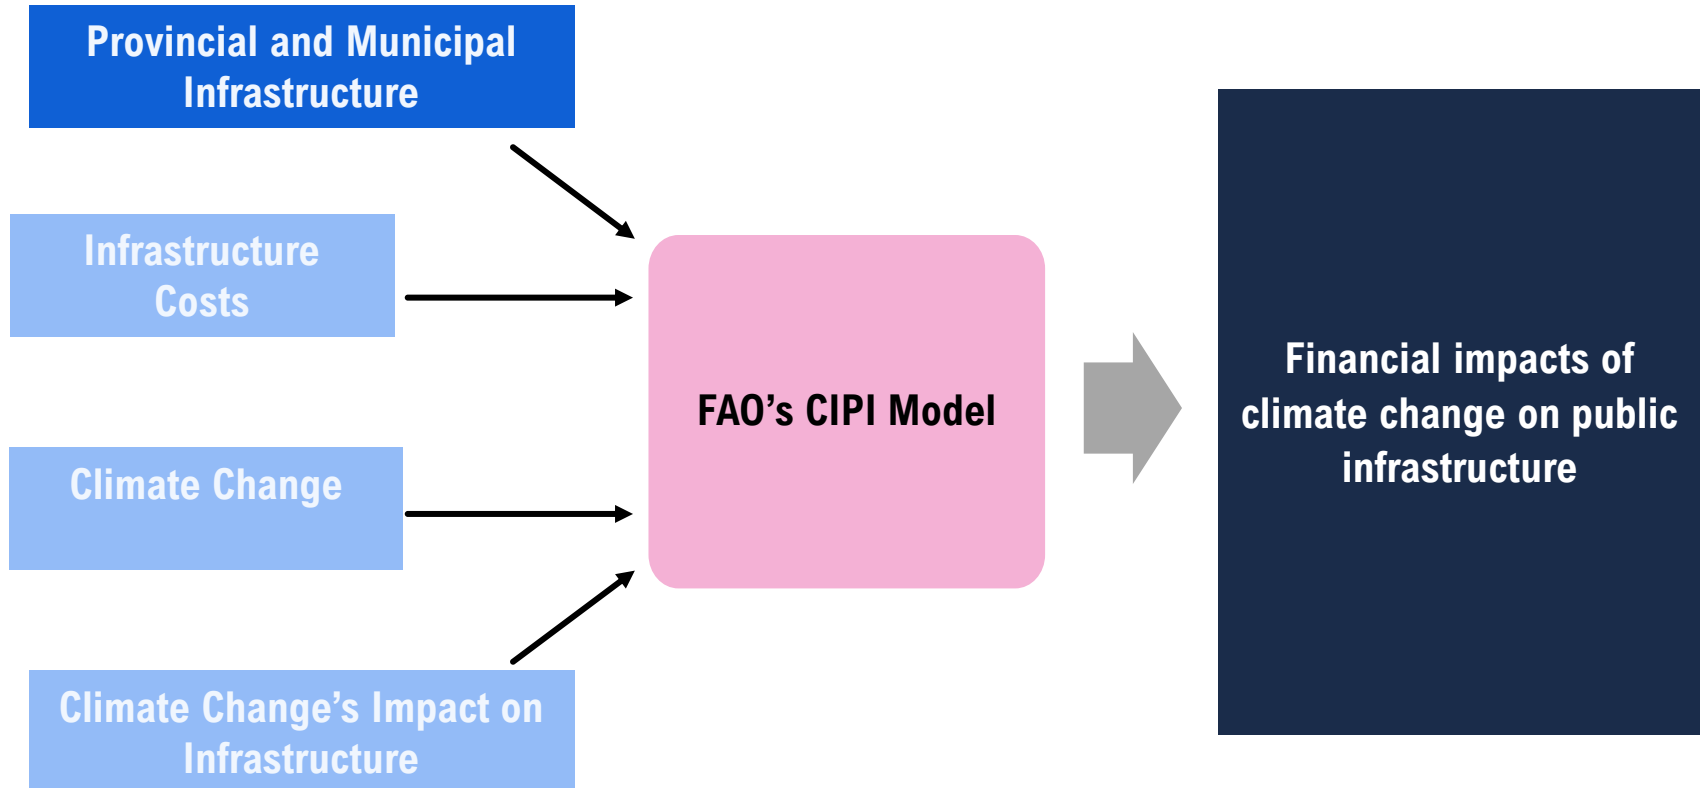 Provincial and Municipal
Infrastructure
Infrastructure
Costs
Climate Change
Climate Change’s Impact on
Infrastructure
FAO’s CIPI Model
Financial impacts of
climate change on public
infrastructure